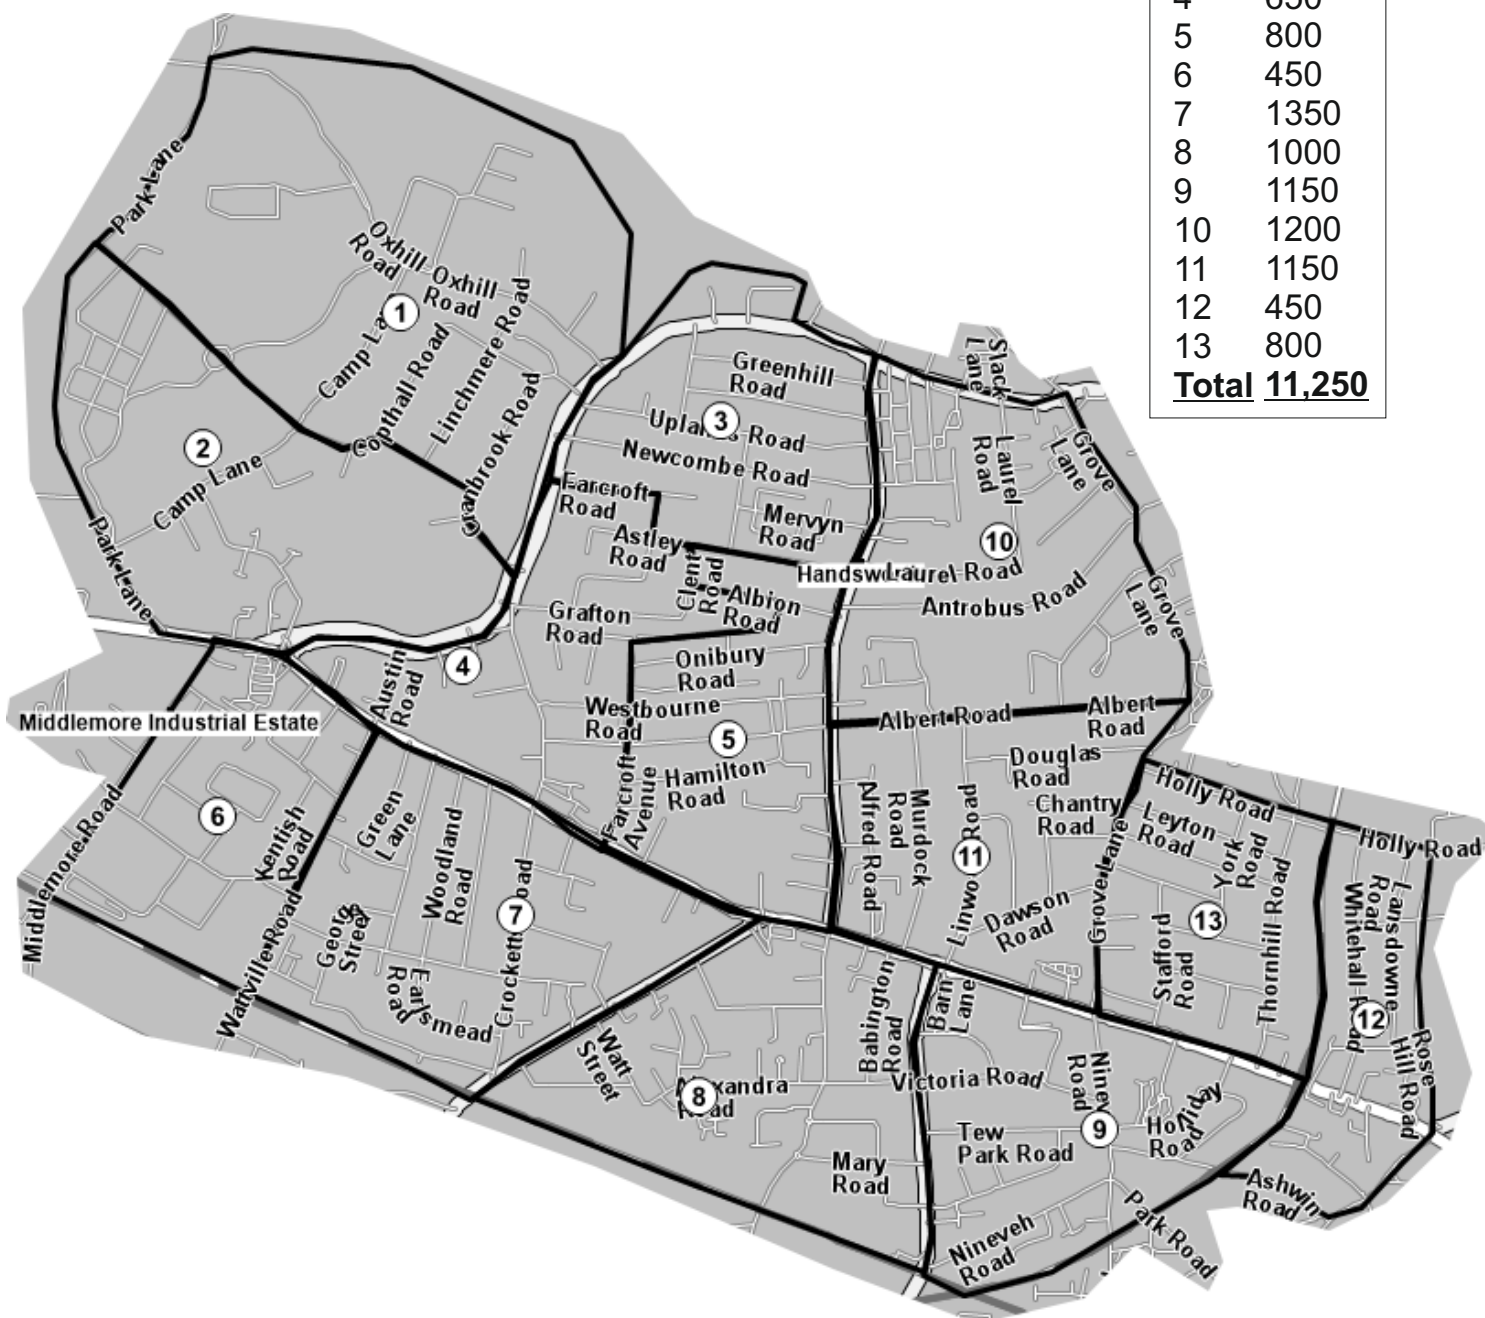 4 650
5 800
6 450
7 1350
8 1000
9 1150
10 1200
11 1150
12 450
13 800
Total 11,250
Park Lane
Oxhill
Road
Oxhill
Road
1
Camp La
Copthall Road
Linchmere Road
Cranbrook Road
2
Camp Lane
Park Lane
Greenhill
Road
3
Road
Newcombe Road
Farcroft
Road
Mervyn
Road
Astley
Road
Clent
Road
Albion
Road
Grafton
Road
4
Onibury
Road
Austin
Road
Westbourne
Road
5
Hamilton
Road
Farcroft
Avenue
Slack
Lane
Laurel
Road
Grove
Lane
10
Laurel Road
Antrobus Road
Grove
Lane
Albert Road
Albert
Road
Douglas
Road
Chantry
Road
Alfred Road
Murdock
Road
Road
11
Linwo
Dawson
Road
Grove Lane
Holly Road
Leyton
Road
York
Road
13
Stafford
Road
Thornhill Road
Holly Road
Lansdowne
Road
Whitehall
12
Rose
Hill Road
Middlemore Industrial Estate
Middlemore Road
6
Kentish
Road
Green
Lane
Woodland
Road
Wattville Road
Georg
Street
Earlsmead
Road
7
Road
Crockett
Watt
Street
8
Road
Babington
Road
Barn
Lane
Victoria Road
Road
9
Road
Tew
Park Road
Mary
Road
Nineveh
Road
Park Road
Ashwin
Road